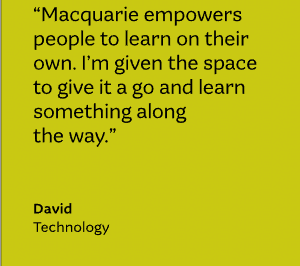 “Macquarie empowers
people to learn on their
own. I’m given the space
to give it a go and learn
something along
the way.”
David
Technology